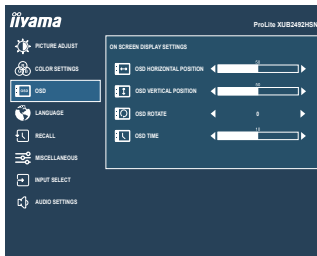 iiyama
ProLite XUB2492HSN
PICTURE ADJUST
COLOR SETTINGS
OSD
LANGUAGE
RECALL
MISCELLANEOUS
INPUT SELECT
AUDIO SETTINGS
ON SCREEN DISPLAY SETTINGS
OSD HORIZONTAL POSITION
OSD VERTICAL POSITION
OSD ROTATE
0
OSD TIME